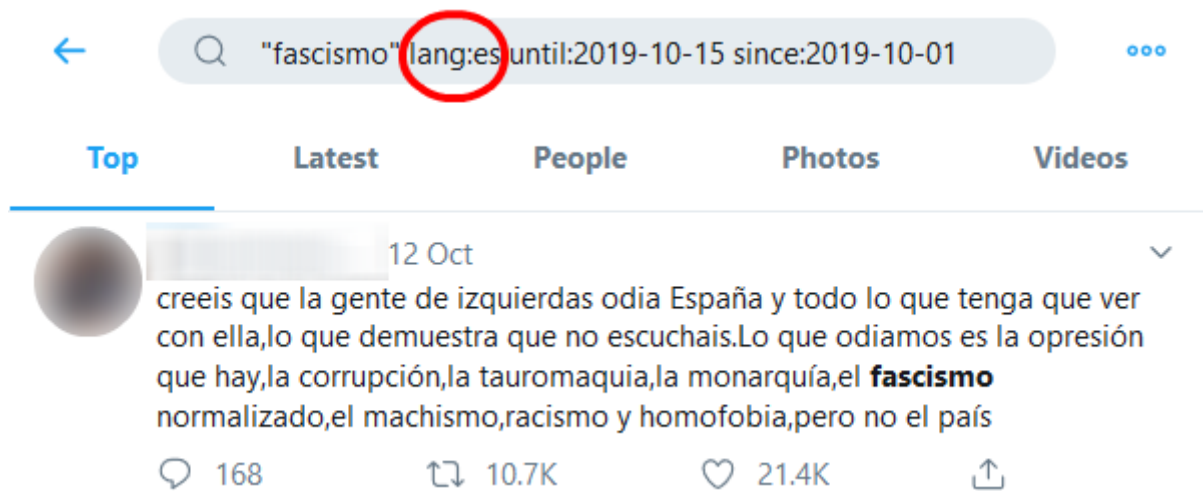 "fascismo" lang:es until:2019-10-15 since:2019-10-01
Top Latest People Photos Videos
12 Oct
creeis que la gente de izquierdas odia España y todo lo que tenga que ver
con ella,lo que demuestra que no escuchais.Lo que odiamos es la opresión
que hay,la corrupción,la tauromaquia,la monarquía,el fascismo
normalizado,el machismo,racismo y homofobia,pero no el país
168 10.7K 21.4K